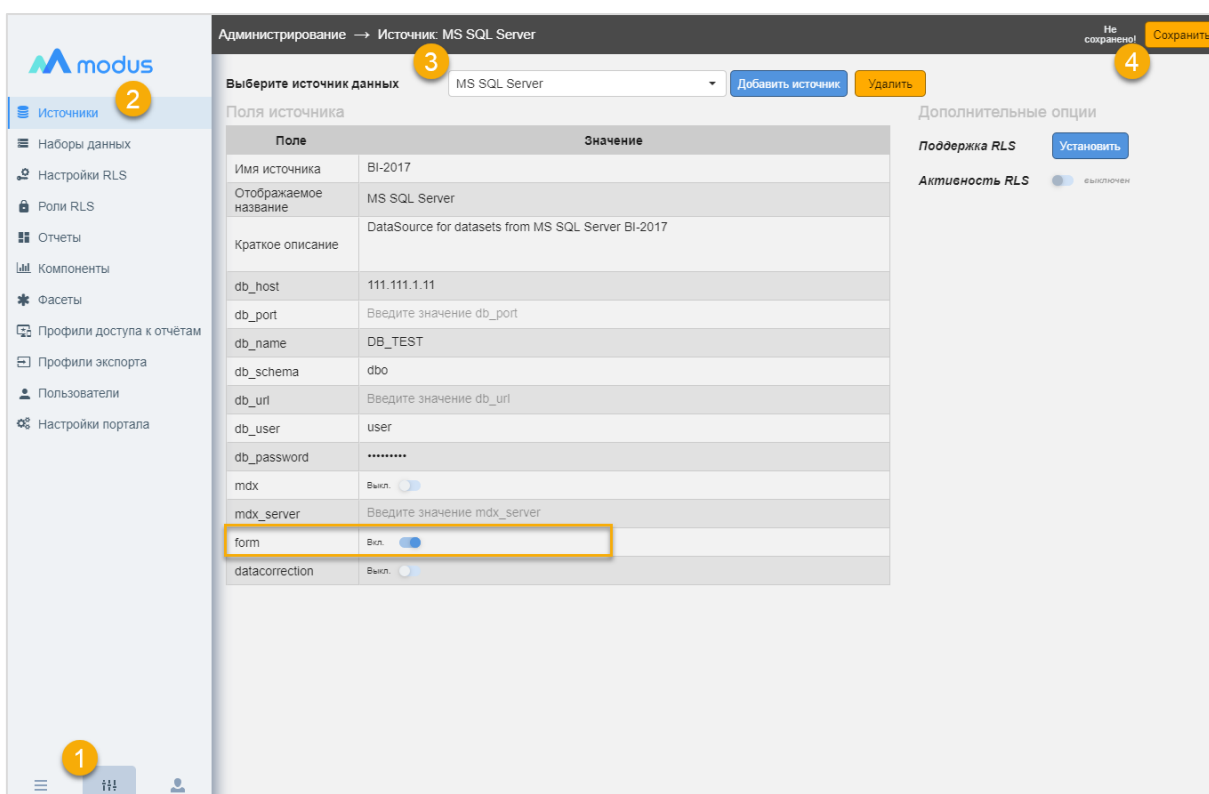 Администрирование → Источник: MS SQL Server
Не сохранено!
Сохранить
4
modus
2
Источники
Наборы данных
Настройки RLS
Роли RLS
Отчеты
Компоненты
Фасеты
Профили доступа к отчётам
Профили экспорта
Пользователи
Настройки портала
1
3
Выберите источник данных MS SQL Server Добавить источник Удалить
Поля источника
Поле Значение
Имя источника BI-2017
Отображаемое название MS SQL Server
Краткое описание DataSource for datasets from MS SQL Server BI-2017
db_host 111.111.1.11
db_port Введите значение db_port
db_name DB_TEST
db_schema dbo
db_url Введите значение db_url
db_user user
db_password •••••••••
mdx Выкл.
mdx_server Введите значение mdx_server
form Вкл.
datacorrection Выкл.
Дополнительные опции
Поддержка RLS Установить
Активность RLS выключен